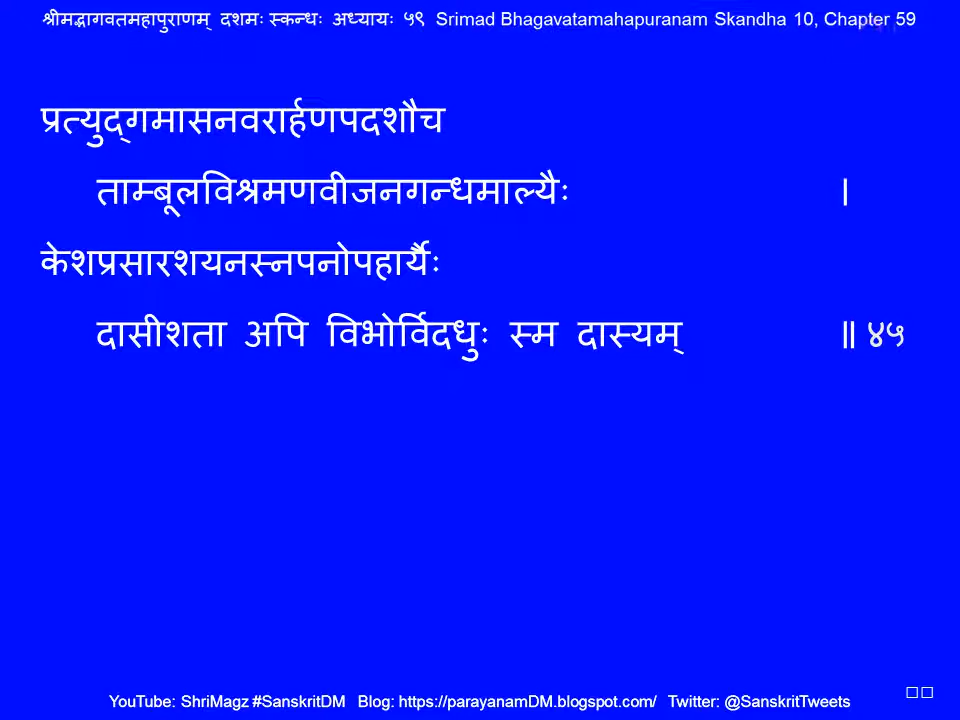 श्रीमद्भागवतमहापुराणम् दशमः स्कन्धः अध्यायः ५९ Srimad Bhagavatamahapuranam Skandha 10, Chapter 59
प्रत्युद्गमासनवरार्हणपदशौच
ताम्बूलविश्रमणवीजनगन्धमाल्यैः ।
केशप्रसारशयनस्नपनोपहार्यैः
दासीशता अपि विभोर्विदधुः स्म दास्यम् ॥ ४५
YouTube: ShriMagz #SanskritDM Blog: https://parayanamDM.blogspot.com/ Twitter: @SanskritTweets